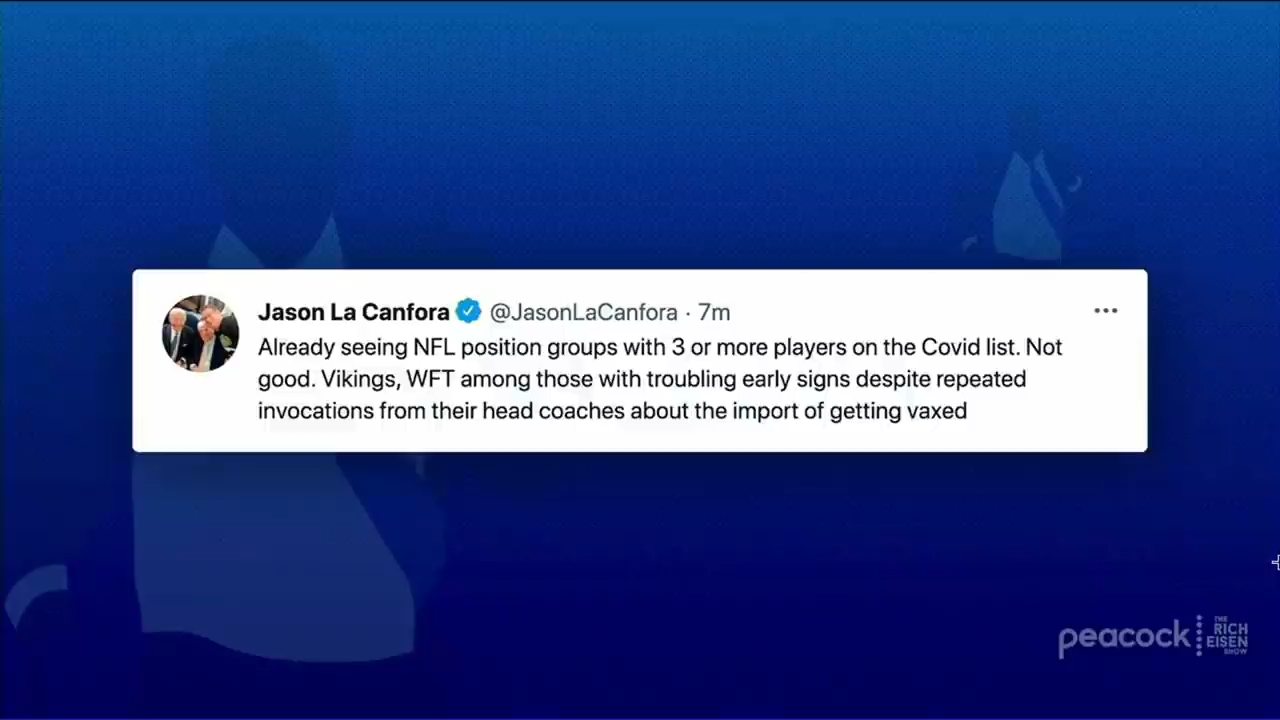 Jason La Canfora @JasonLaCanfora · 7m
Already seeing NFL position groups with 3 or more players on the Covid list. Not
good. Vikings, WFT among those with troubling early signs despite repeated
invocations from their head coaches about the import of getting vaxed
peacock
THE
RICH
EISEN
SHOW